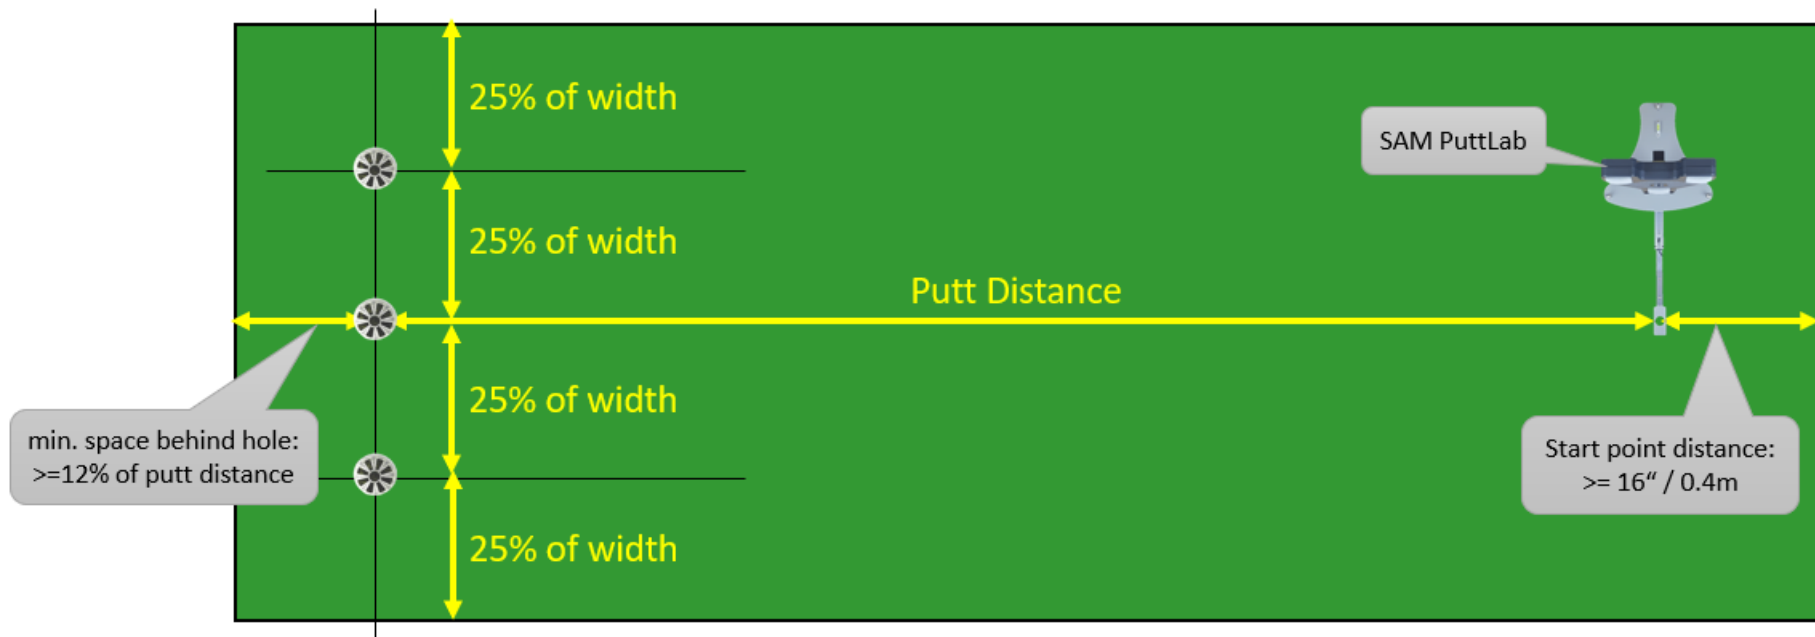 25% of width
SAM PuttLab
25% of width
Putt Distance
25% of width
min. space behind hole:
>=12% of putt distance
Start point distance:
>= 16“ / 0.4m
25% of width